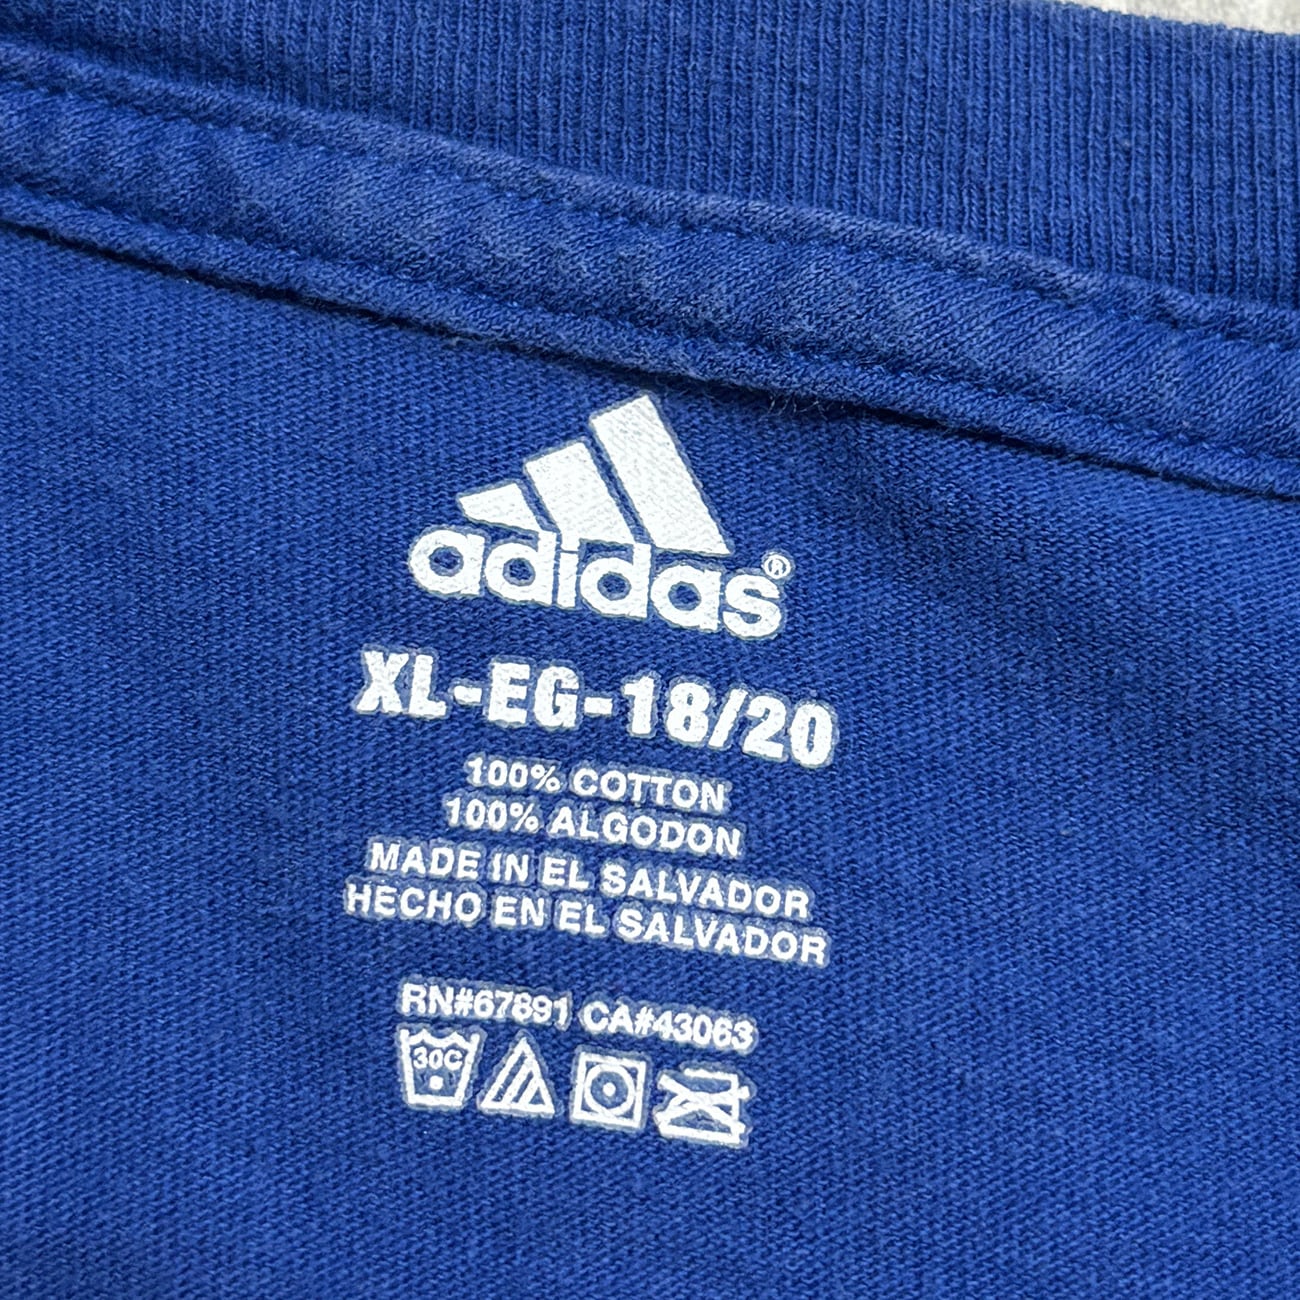 adidas®
XL-EG-18/20
100% COTTON
100% ALGODON
MADE IN EL SALVADOR
HECHO EN EL SALVADOR
RN#67891 CA#43063
30C